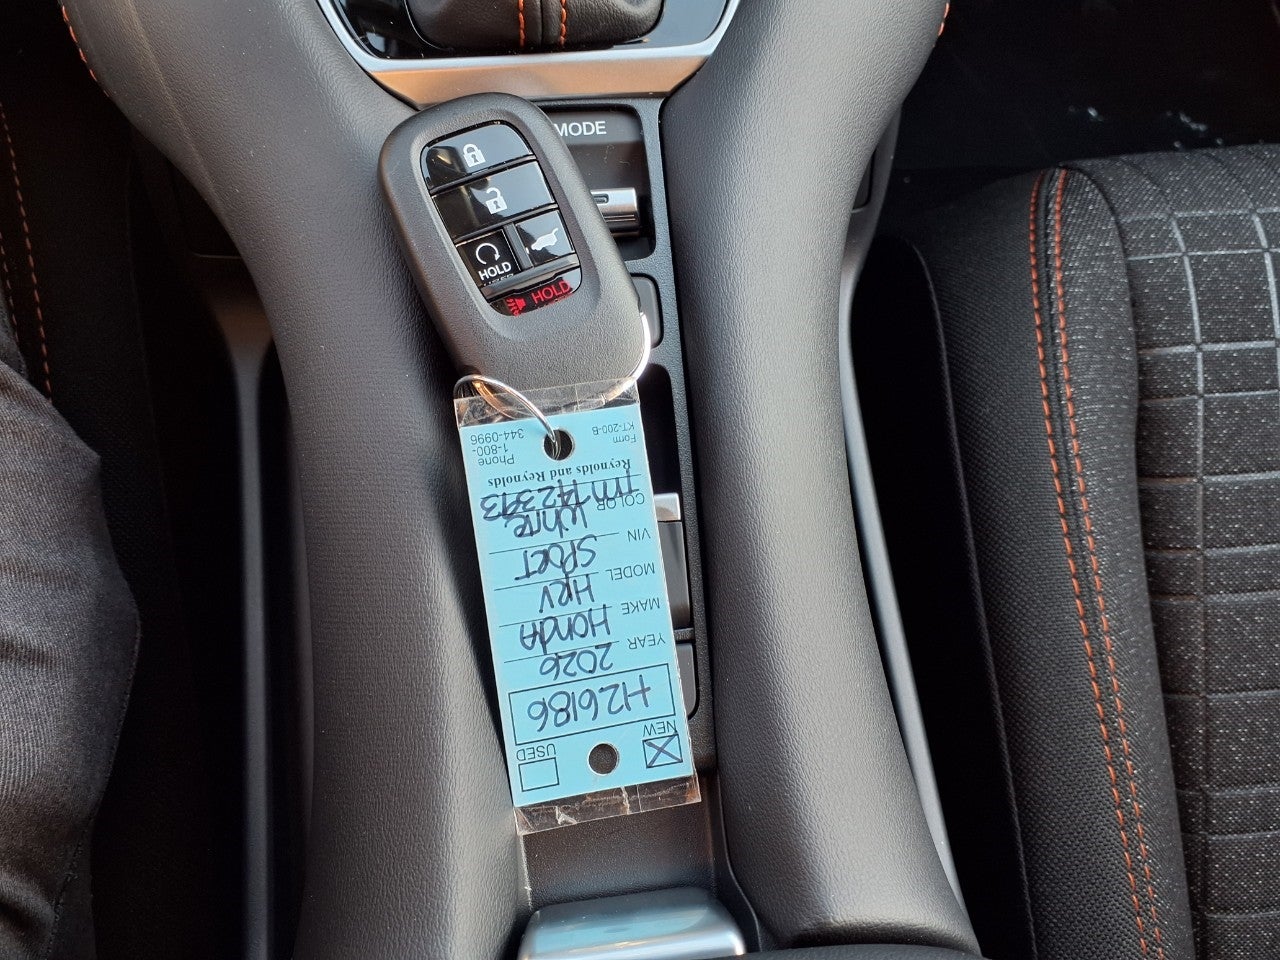 MODE
HOLD
HOLD
NEW USED
H26186
YEAR 2026
MAKE Honda
MODEL HRV
VIN Sport
COLOR White
TM742393
Reynolds and Reynolds
Form
KT-200-B
Phone
1-800-
344-0996